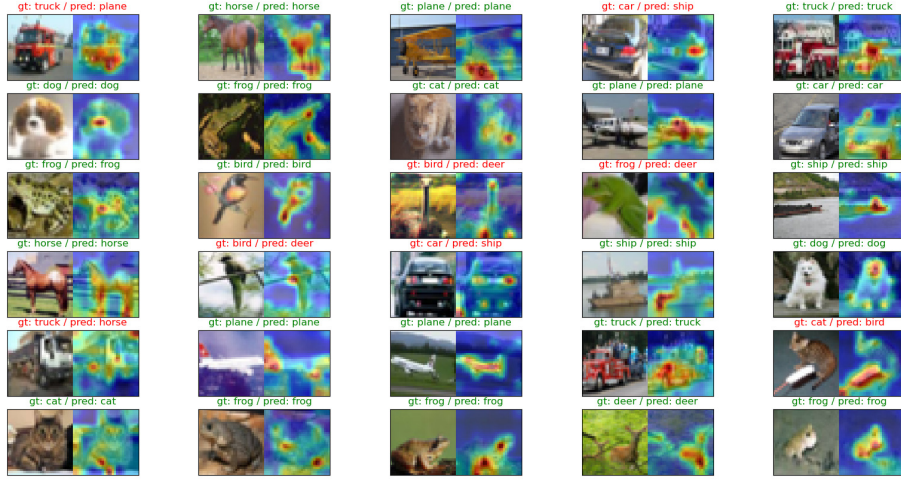 gt: truck / pred: plane
gt: horse / pred: horse
gt: plane / pred: plane
gt: car / pred: ship
gt: truck / pred: truck
gt: dog / pred: dog
gt: frog / pred: frog
gt: cat / pred: cat
gt: plane / pred: plane
gt: car / pred: car
gt: frog / pred: frog
gt: bird / pred: bird
gt: bird / pred: deer
gt: frog / pred: deer
gt: ship / pred: ship
gt: horse / pred: horse
gt: bird / pred: deer
gt: car / pred: ship
gt: ship / pred: ship
gt: dog / pred: dog
gt: truck / pred: horse
gt: plane / pred: plane
gt: plane / pred: plane
gt: truck / pred: truck
gt: cat / pred: bird
gt: cat / pred: cat
gt: frog / pred: frog
gt: frog / pred: frog
gt: deer / pred: deer
gt: frog / pred: frog